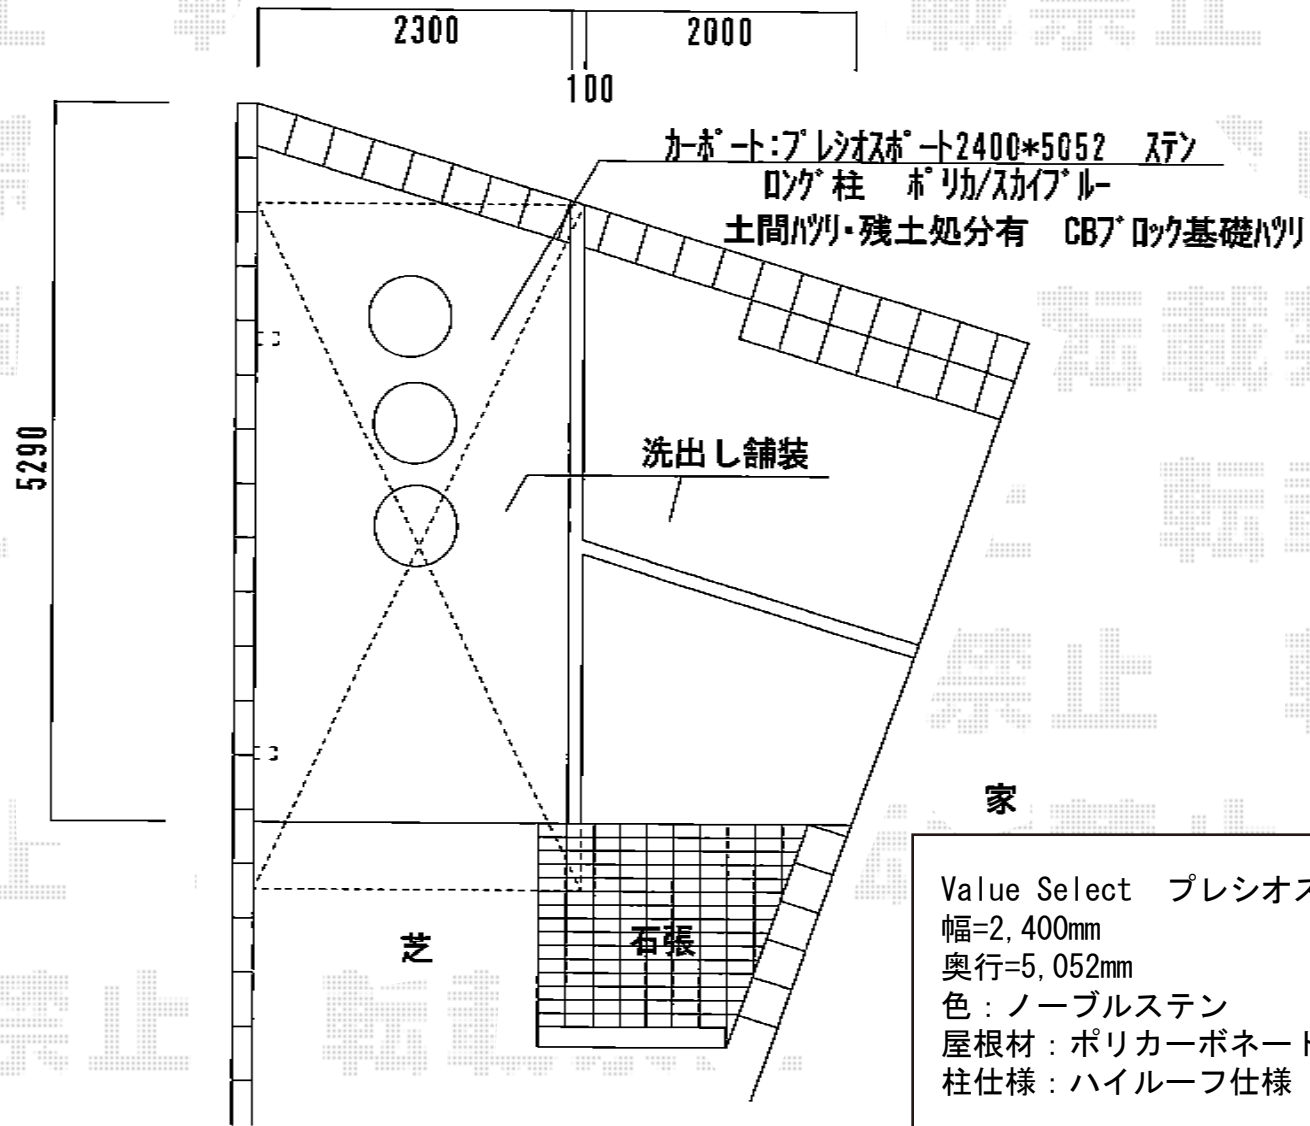 2300
2000
100
カーポート:プレシオスポート2400*5052 ステン
ロング柱 ポリカ/スカイブルー
土間ハツリ・残土処分有 CBブロック基礎ハツリ
5290
洗出し舗装
家
芝
石張
Value Select プレシオス
幅=2,400mm
奥行=5,052mm
色：ノーブルステン
屋根材：ポリカーボネート
柱仕様：ハイルーフ仕様
転載禁止